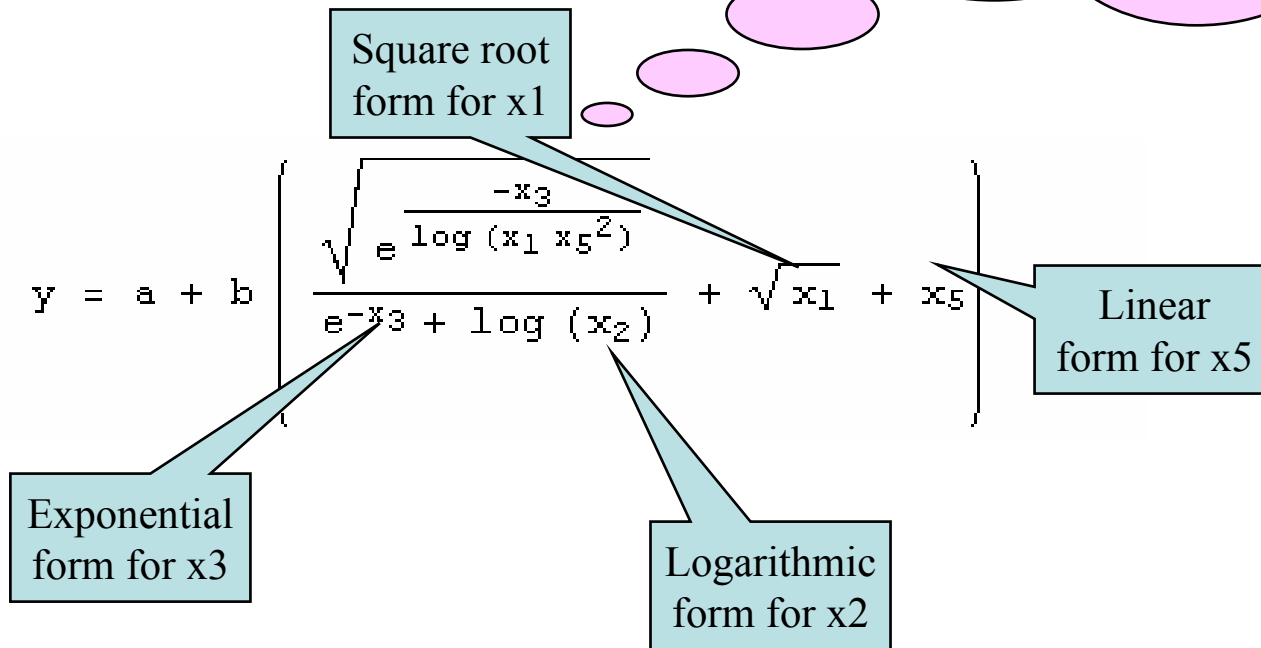 Square root
form for x1
y = a + b ( √(e^(-x₃ / log (x₁ x₅²))) / (e^(-x₃) + log (x₂)) + √x₁ + x₅ )
Linear
form for x5
Exponential
form for x3
Logarithmic
form for x2